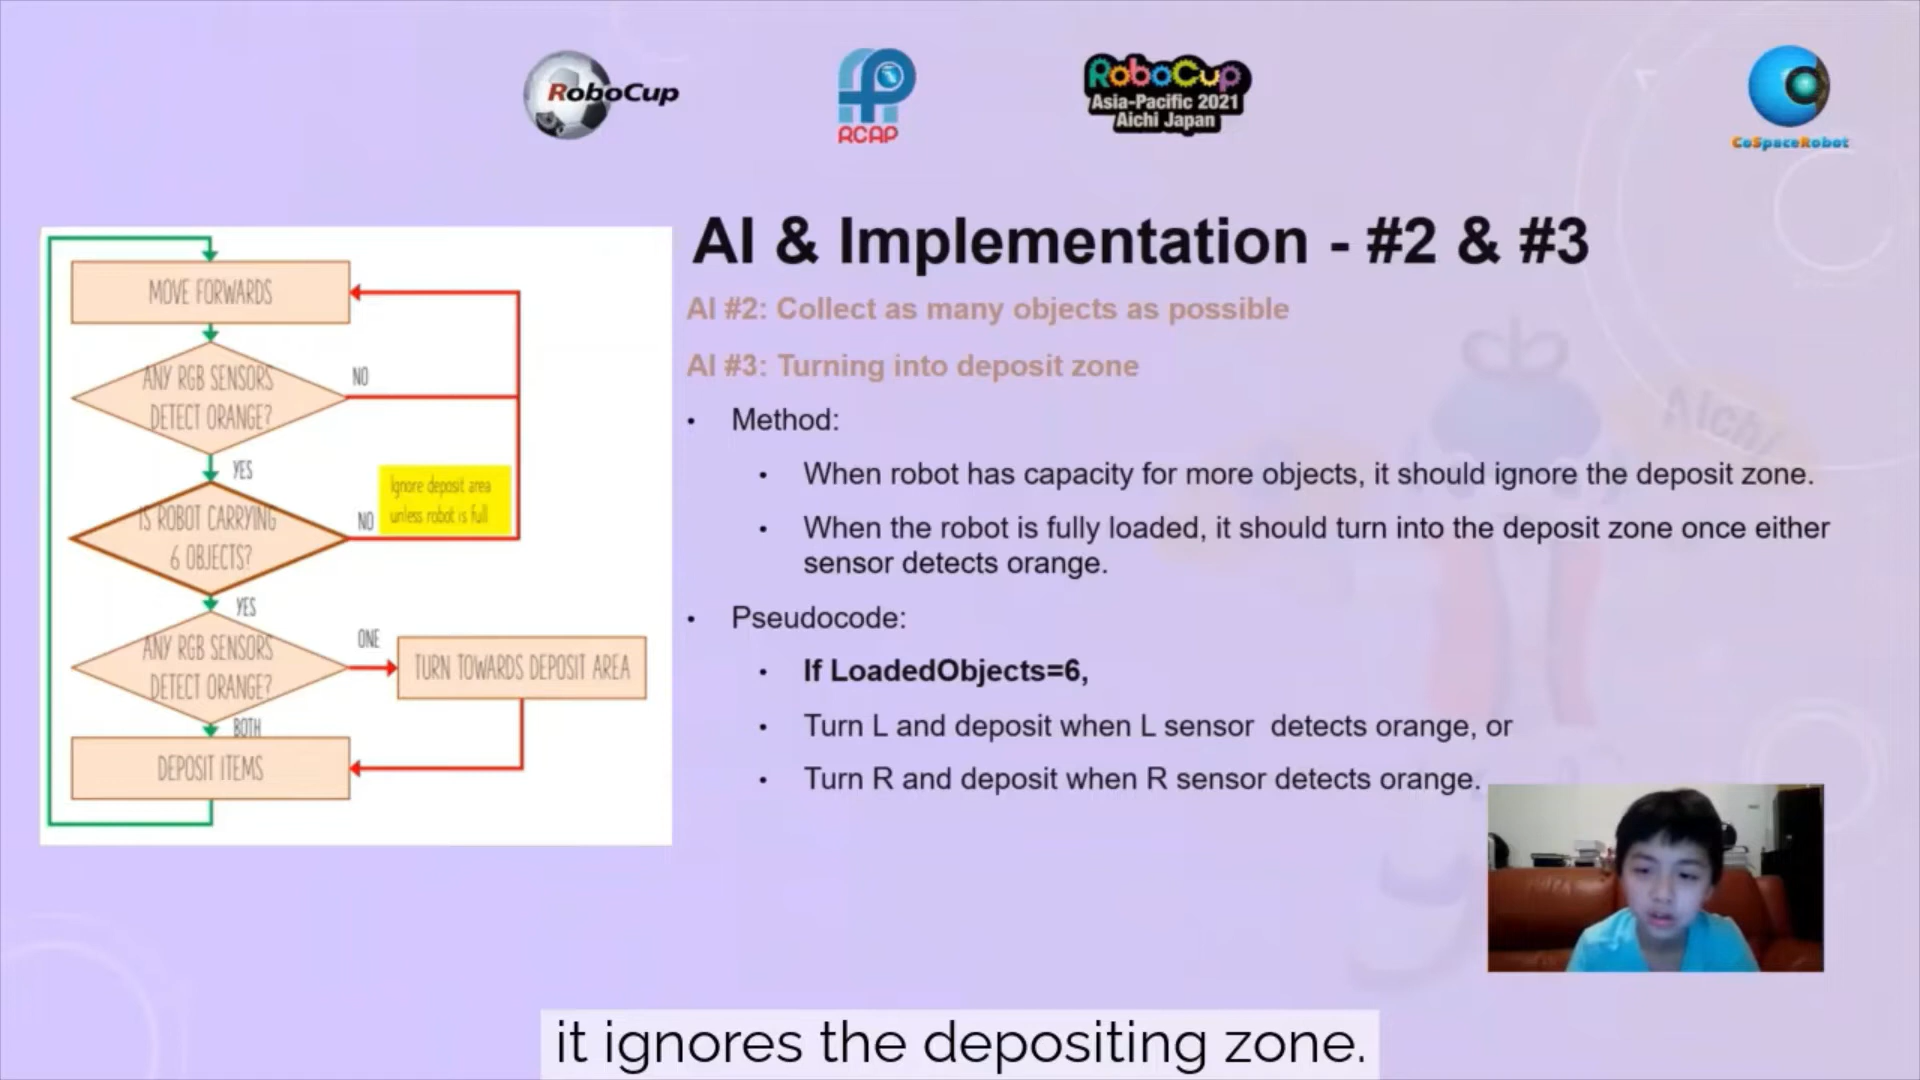 RoboCup
RCAP
RoboCup
Asia-Pacific 2021
Aichi Japan
CoSpaceRobot
AI & Implementation - #2 & #3
AI #2: Collect as many objects as possible
AI #3: Turning into deposit zone
• Method:
• When robot has capacity for more objects, it should ignore the deposit zone.
• When the robot is fully loaded, it should turn into the deposit zone once either
sensor detects orange.
• Pseudocode:
• If LoadedObjects=6,
• Turn L and deposit when L sensor detects orange, or
• Turn R and deposit when R sensor detects orange.
MOVE FORWARDS
ANY RGB SENSORS
DETECT ORANGE?
NO
YES
IS ROBOT CARRYING
6 OBJECTS?
NO
Ignore deposit area
unless robot is full
YES
ANY RGB SENSORS
DETECT ORANGE?
ONE
TURN TOWARDS DEPOSIT AREA
BOTH
DEPOSIT ITEMS
Aichi
it ignores the depositing zone.